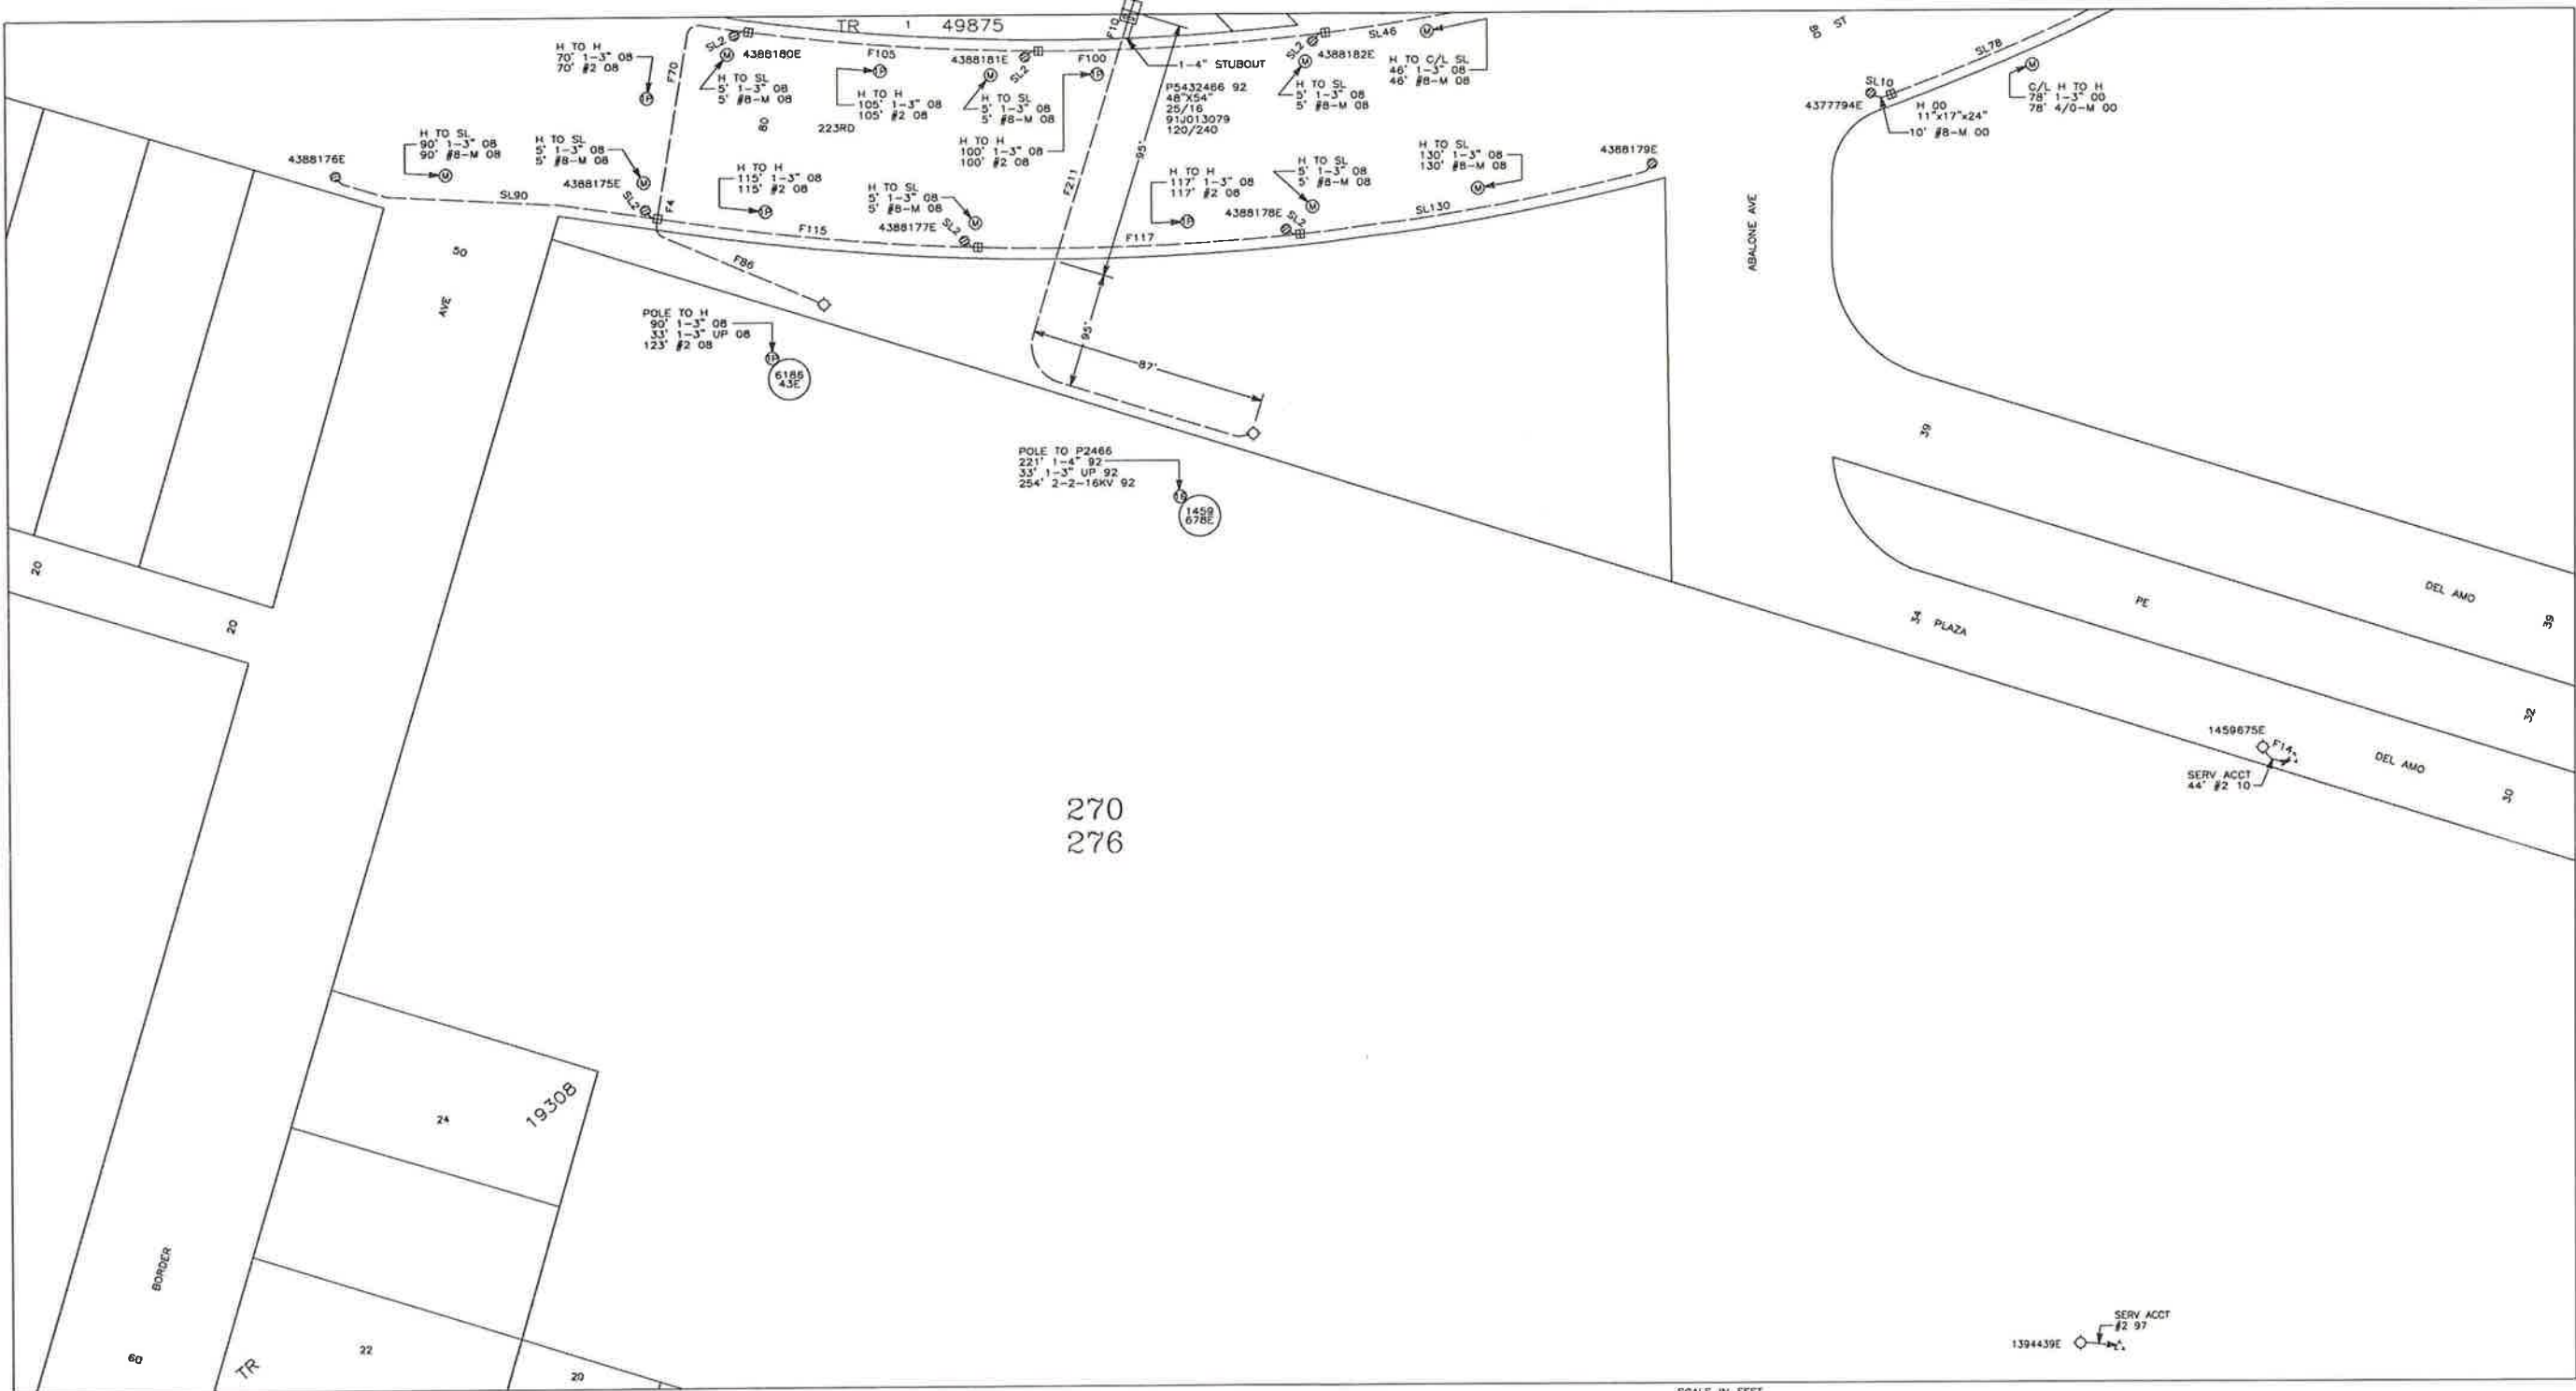 TR 1 49875
F10
SL2
4388180E
H TO H
70' 1-3" 08
70' #2 08
1P
F70
M
H TO SL
5' 1-3" 08
5' #8-M 08
80
F105
1P
H TO H
105' 1-3" 08
105' #2 08
223RD
4388181E
SL2
M
H TO SL
5' 1-3" 08
5' #8-M 08
F100
1P
H TO H
100' 1-3" 08
100' #2 08
1-4" STUBOUT
P5432466 92
48"X54"
25/16
91J013079
120/240
SL2
4388182E
M
H TO SL
5' 1-3" 08
5' #8-M 08
SL46
M
H TO C/L SL
46' 1-3" 08
46' #8-M 08
60 ST
SL78
SL10
4377794E
H 00
11"x17"x24"
10' #8-M 00
M
C/L H TO H
78' 1-3" 00
78' 4/0-M 00
4388176E
H TO SL
90' 1-3" 08
90' #8-M 08
M
SL90
H TO SL
5' 1-3" 08
5' #8-M 08
M
4388175E
SL2
F4
H TO H
115' 1-3" 08
115' #2 08
1P
F115
H TO SL
5' 1-3" 08
5' #8-M 08
M
4388177E
SL2
F211
95'
H TO H
117' 1-3" 08
117' #2 08
1P
F117
H TO SL
5' 1-3" 08
5' #8-M 08
M
4388178E
SL2
H TO SL
130' 1-3" 08
130' #8-M 08
M
SL130
4388179E
ABALONE AVE
50
AVE
F86
POLE TO H
90' 1-3" 08
33' 1-3" UP 08
123' #2 08
1P
6186
43E
95'
87'
POLE TO P2466
221' 1-4" 92
33' 1-3" UP 92
254' 2-2-16KV 92
16
1459
678E
39
DEL AMO
39
PE
34 PLAZA
32
1459675E
F14
SERV ACCT
44' #2 10
DEL AMO
30
20
20
270
276
24
19308
BORDER
60
TR
22
20
1394439E
SERV ACCT
#2 97
SCALE IN FEET